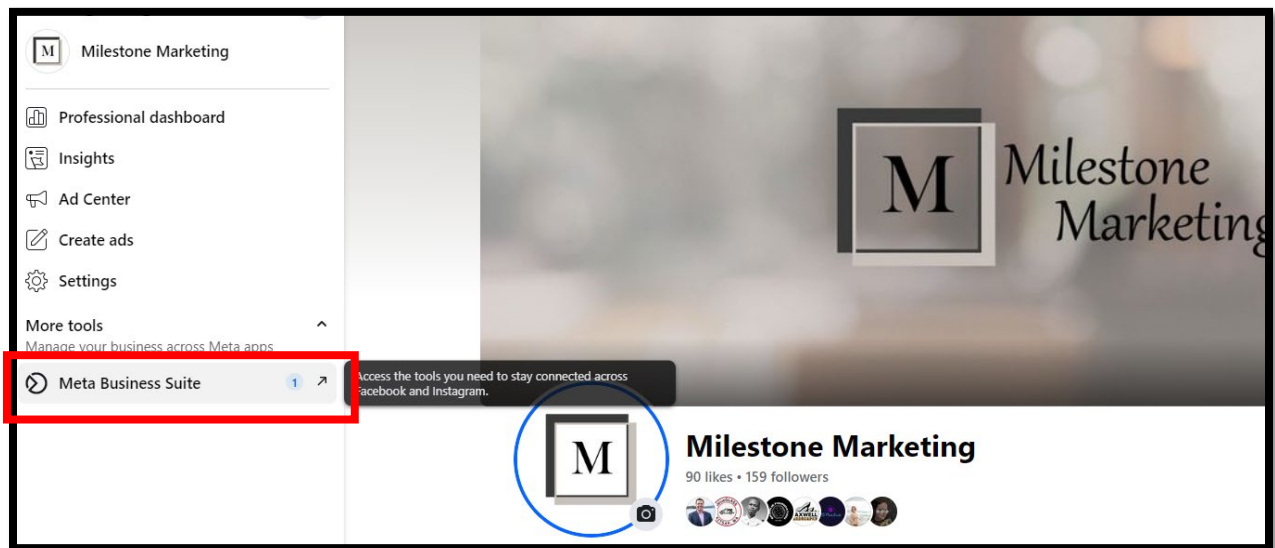 M
Milestone Marketing
Professional dashboard
Insights
Ad Center
Create ads
Settings
More tools
Manage your business across Meta apps
Meta Business Suite 1
Access the tools you need to stay connected across
Facebook and Instagram.
M
Milestone
Marketing
M
Milestone Marketing
90 likes • 159 followers